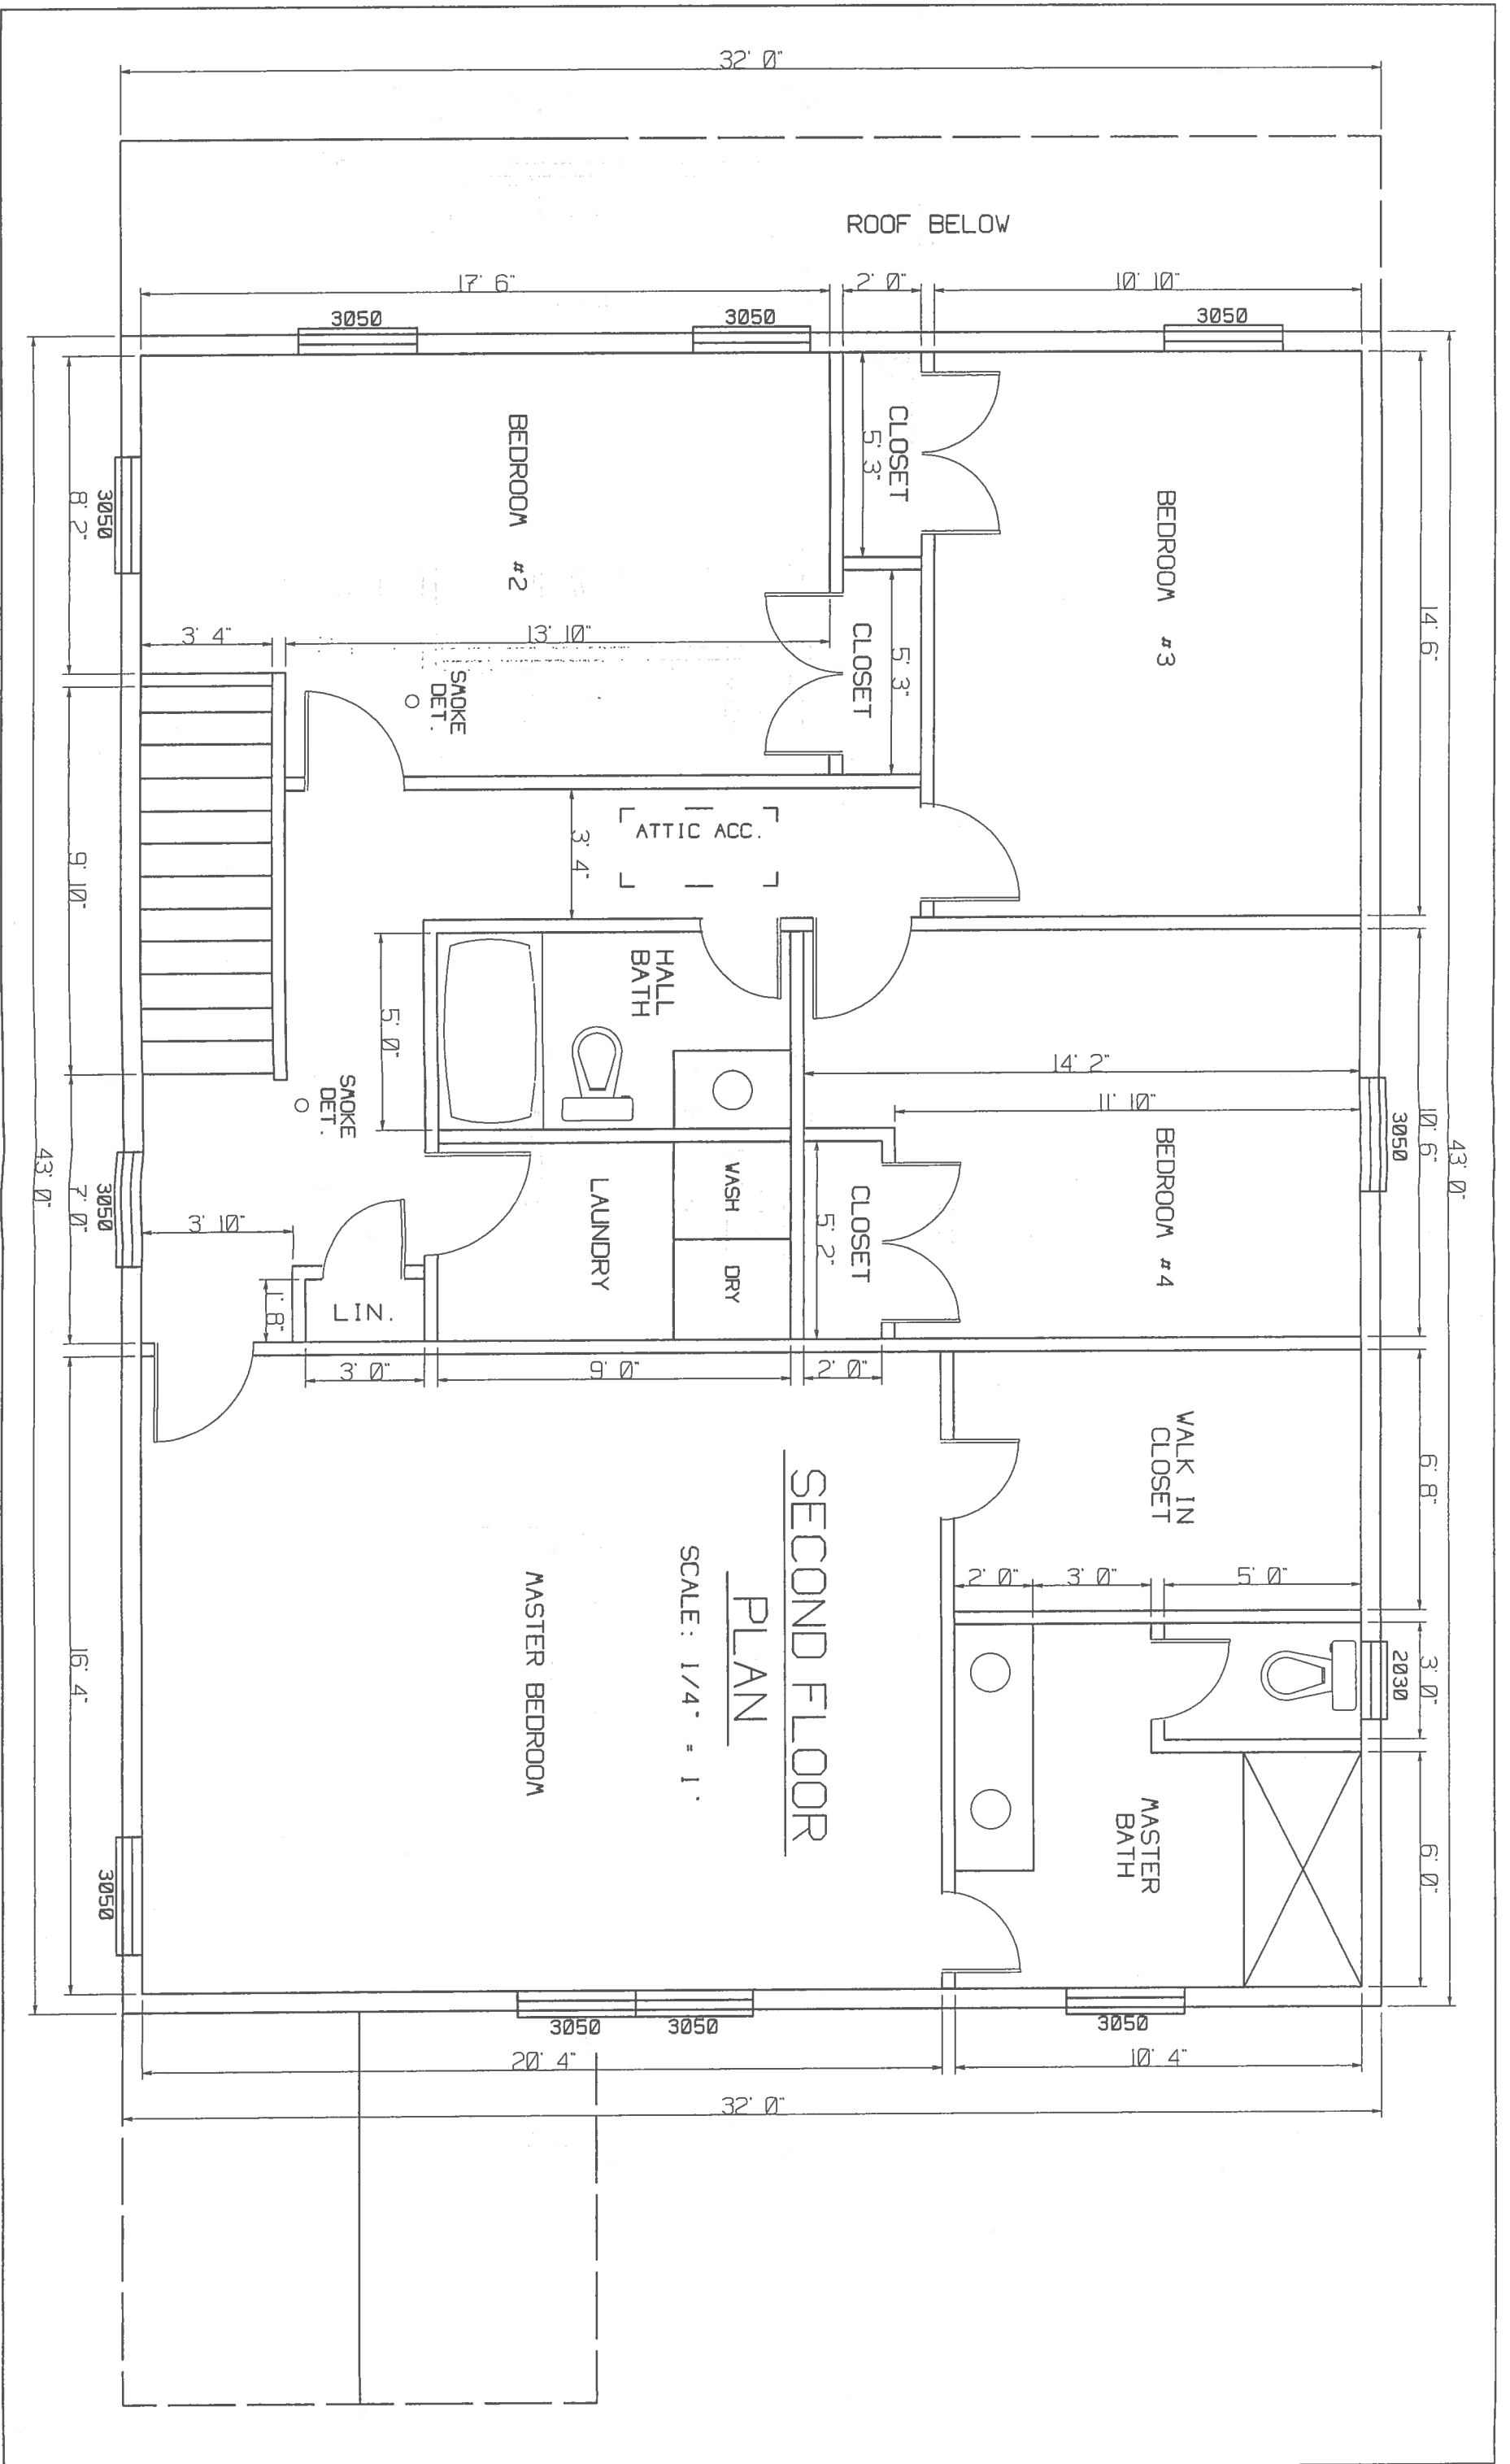 32' 0"
ROOF BELOW
17' 6"
2' 0"
10' 10"
3050
3050
3050
BEDROOM #2
CLOSET
5' 3"
BEDROOM #3
14' 6"
3050
8' 2"
3' 4"
13' 10"
SMOKE
DET.
CLOSET
5' 3"
9' 10"
3' 4"
ATTIC ACC.
HALL
BATH
5' 0"
14' 2"
11' 10"
3050
10' 6"
43' 0"
SMOKE
DET.
BEDROOM #4
WASH
DRY
LAUNDRY
CLOSET
5' 2"
43' 0"
7' 0"
3050
3' 10"
1' 8"
LIN.
3' 0"
9' 0"
2' 0"
WALK IN
CLOSET
6' 8"
2' 0"
3' 0"
5' 0"
2030
3' 0"
SECOND FLOOR
PLAN
SCALE: 1/4" = 1'
MASTER BEDROOM
MASTER
BATH
6' 0"
16' 4"
3050
3050
3050
3050
20' 4"
10' 4"
32' 0"